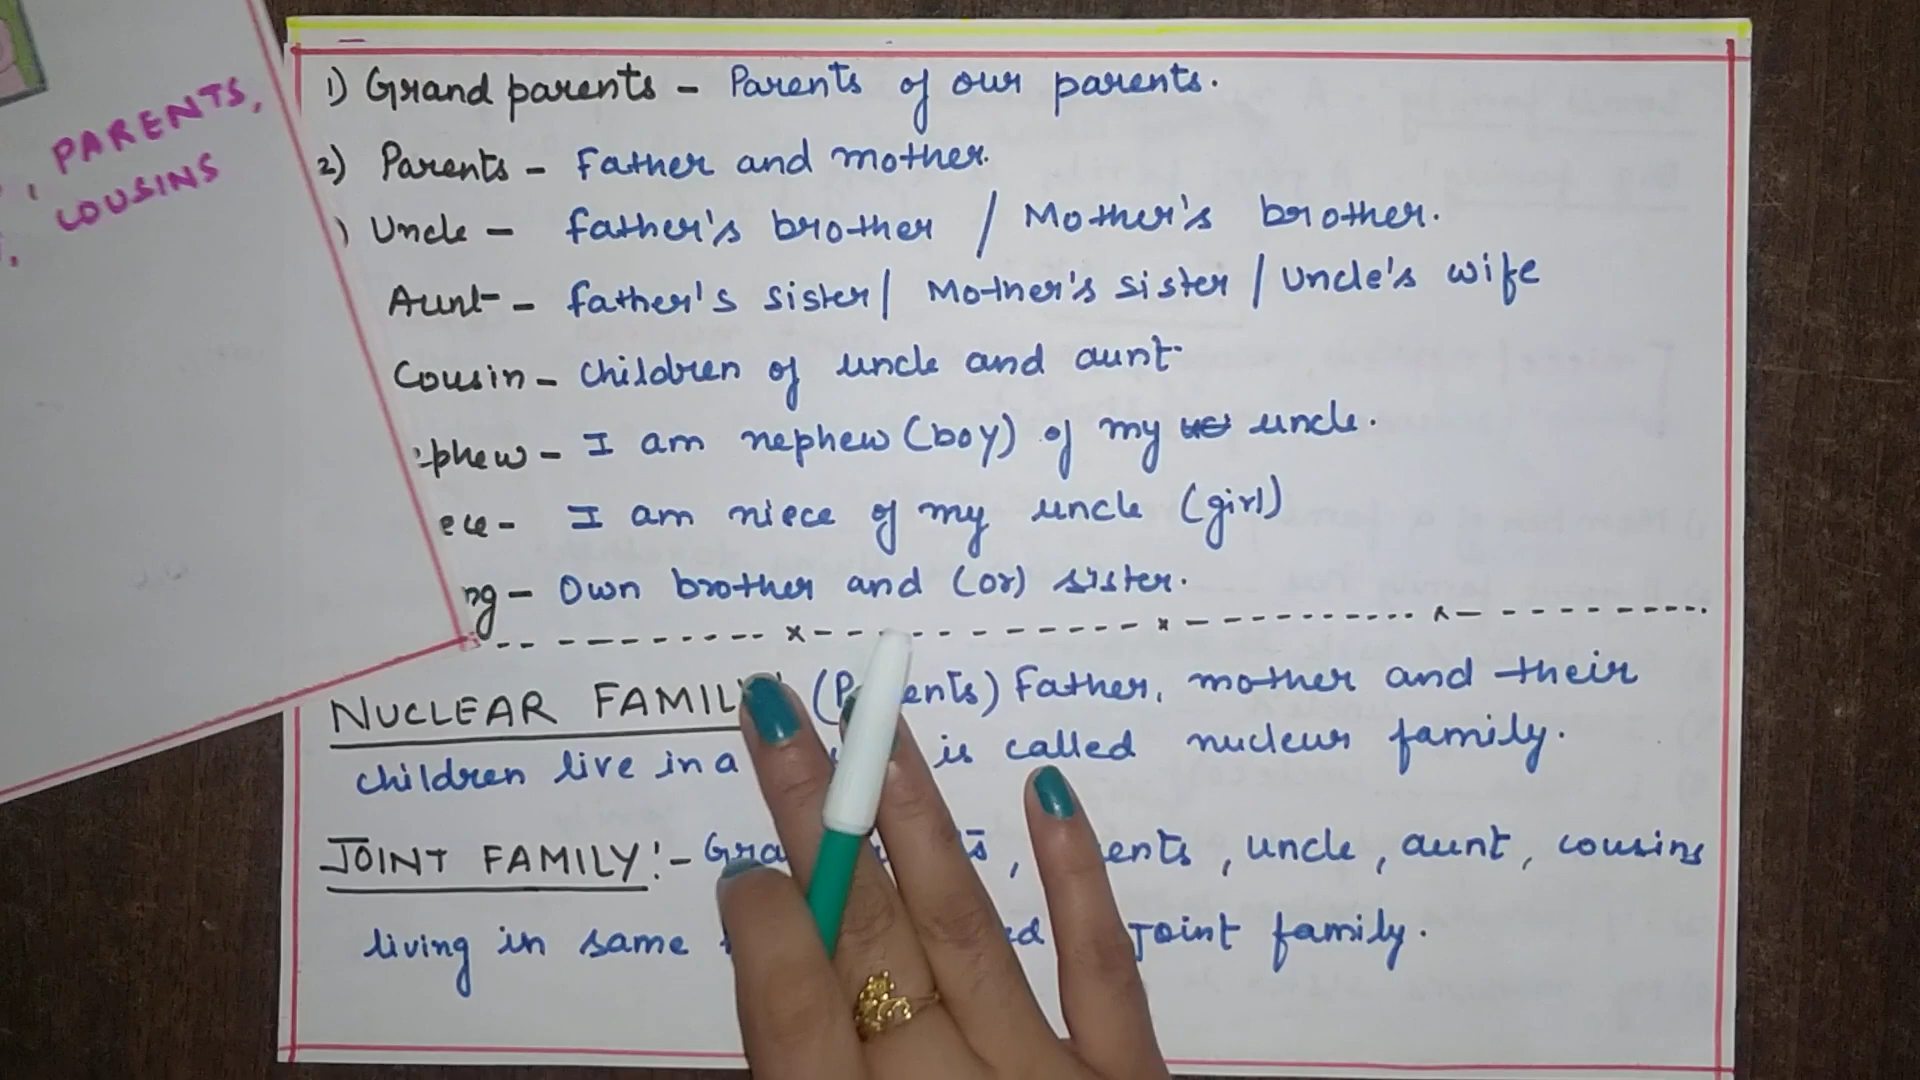 PARENTS,
COUSINS
1) Grand parents - Parents of our parents.
2) Parents - Father and mother.
) Uncle - father's brother / Mother's brother.
Aunt - father's sister / Mother's sister / Uncle's wife
Cousin - children of uncle and aunt
phew - I am nephew (boy) of my uncle.
ece - I am niece of my uncle (girl)
ng - Own brother and (or) sister.
NUCLEAR FAMILY (P ents) Father, mother and their
children live in a is called nuclear family.
JOINT FAMILY:- Gra ts, ents, uncle, aunt, cousins
living in same ed Joint family.